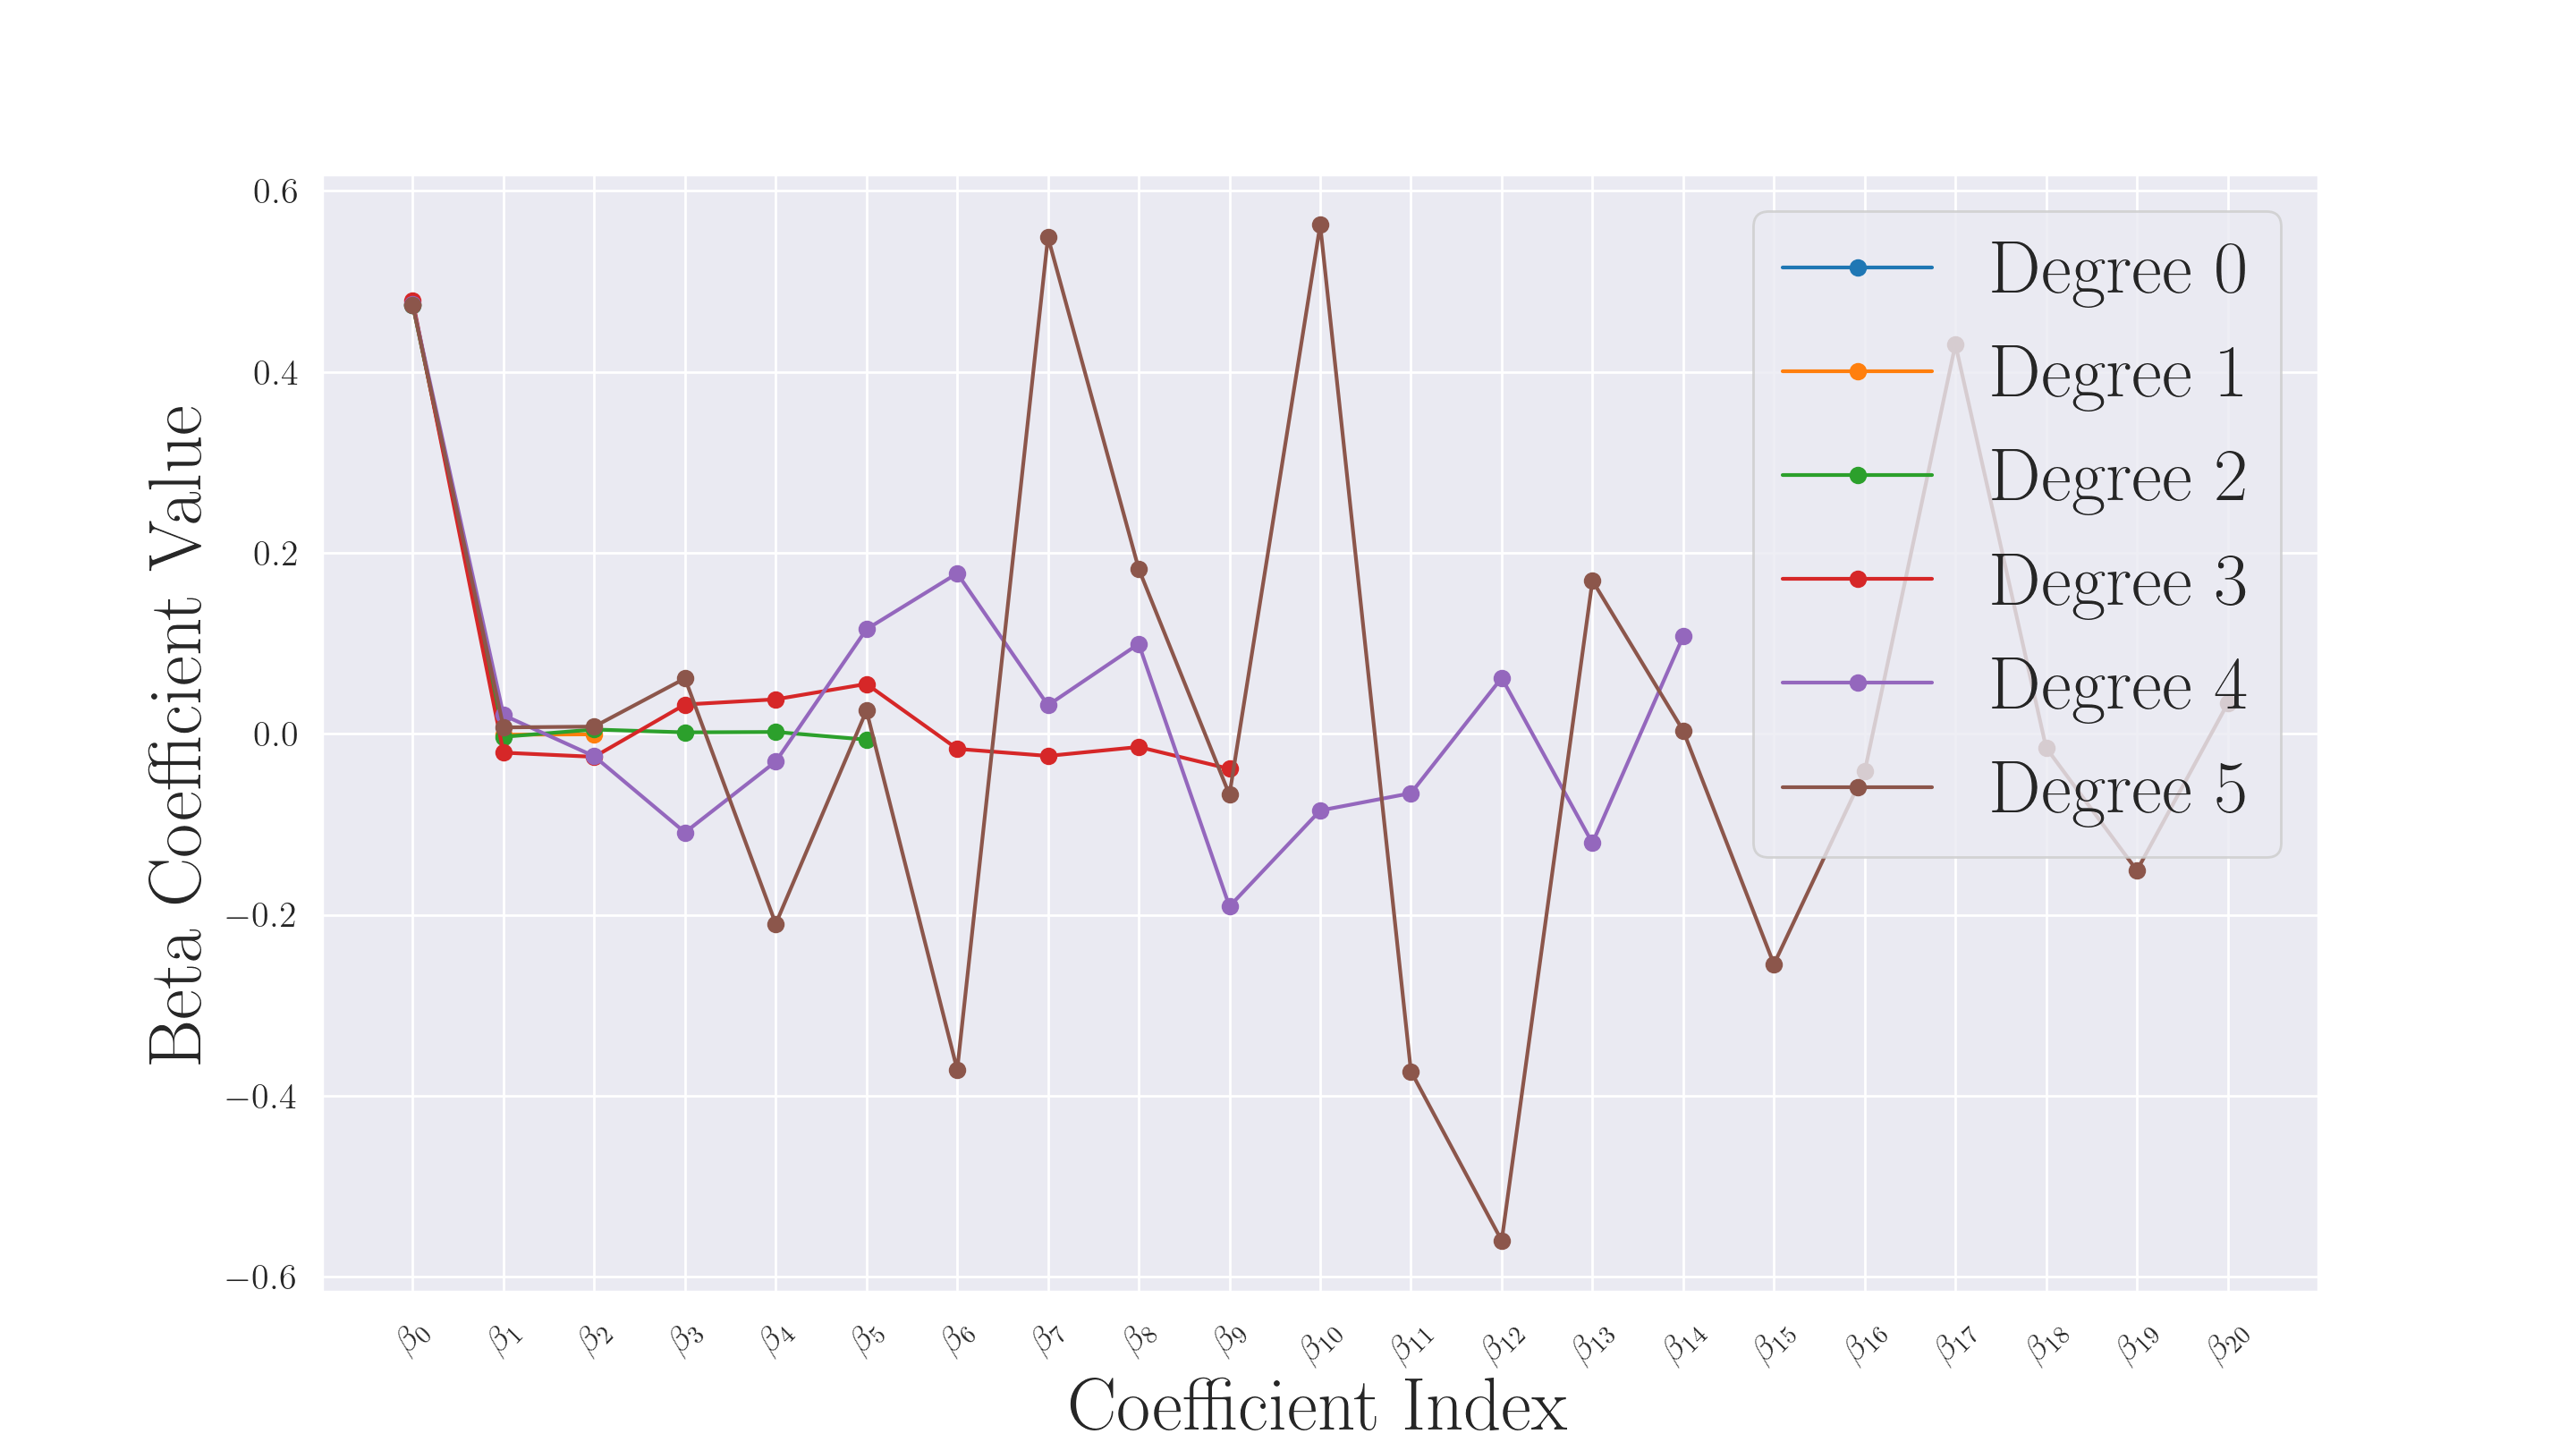 0.6
0.4
0.2
0.0
−0.2
−0.4
−0.6
Beta Coefficient Value
Degree 0
Degree 1
Degree 2
Degree 3
Degree 4
Degree 5
β0 β1 β2 β3 β4 β5 β6 β7 β8 β9 β10 β11 β12 β13 β14 β15 β16 β17 β18 β19 β20
Coefficient Index